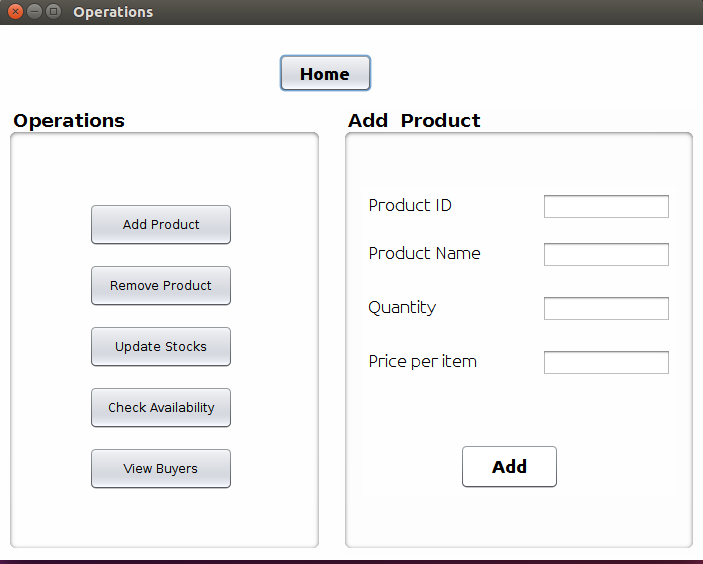 Operations
Home
Operations
Add Product
Remove Product
Update Stocks
Check Availability
View Buyers
Add Product
Product ID
Product Name
Quantity
Price per item
Add